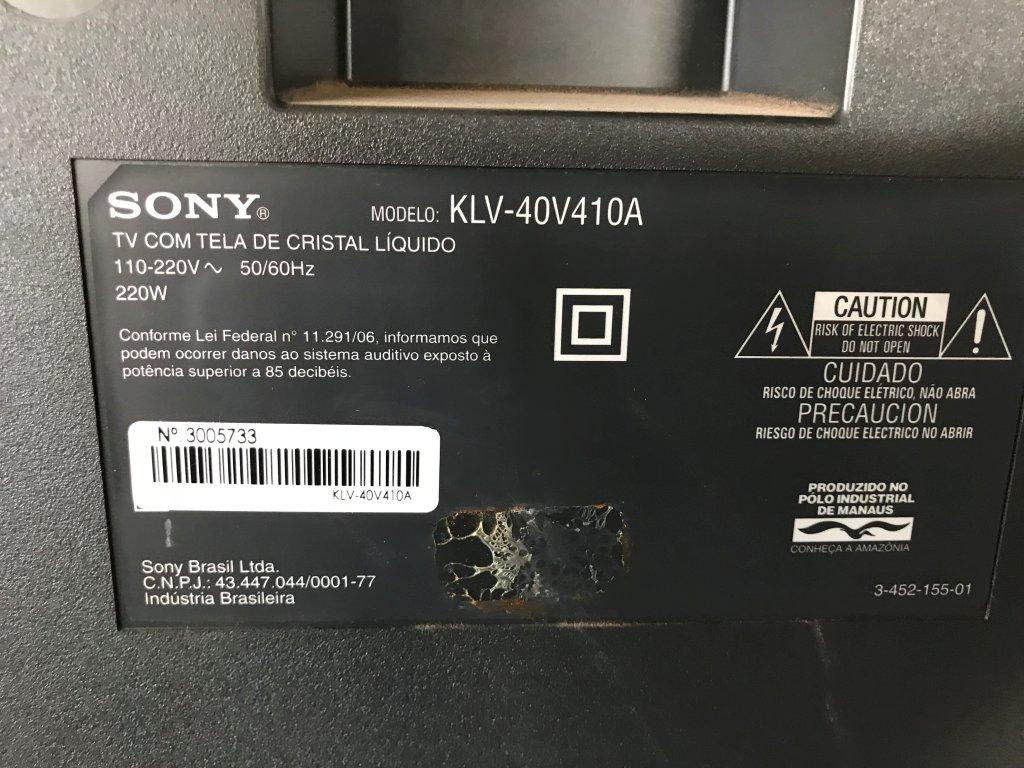 SONY®
MODELO: KLV-40V410A
TV COM TELA DE CRISTAL LÍQUIDO
110-220V～ 50/60Hz
220W
Conforme Lei Federal n° 11.291/06, informamos que
podem ocorrer danos ao sistema auditivo exposto à
potência superior a 85 decibéis.
Nº 3005733
KLV-40V410A
Sony Brasil Ltda.
C.N.P.J.: 43.447.044/0001-77
Indústria Brasileira
CAUTION
RISK OF ELECTRIC SHOCK
DO NOT OPEN
CUIDADO
RISCO DE CHOQUE ELÉTRICO, NÃO ABRA
PRECAUCION
RIESGO DE CHOQUE ELECTRICO NO ABRIR
PRODUZIDO NO
PÓLO INDUSTRIAL
DE MANAUS
CONHEÇA A AMAZÔNIA
3-452-155-01